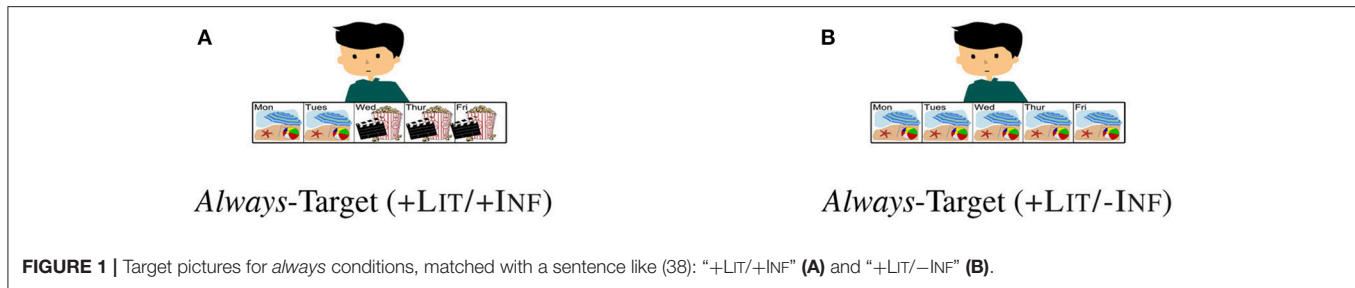 A
B
Mon Tues Wed Thur Fri
Mon Tues Wed Thur Fri
Always-Target (+LIT/+INF)
Always-Target (+LIT/-INF)
FIGURE 1 | Target pictures for always conditions, matched with a sentence like (38): “+LIT/+INF” (A) and “+LIT/−INF” (B).